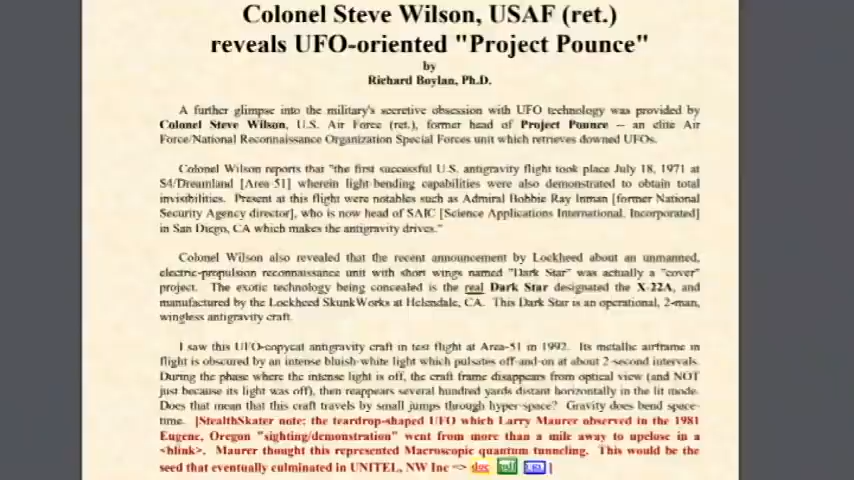 Colonel Steve Wilson, USAF (ret.)
reveals UFO-oriented "Project Pounce"
by
Richard Boylan, Ph.D.
A further glimpse into the military's secretive obsession with UFO technology was provided by
Colonel Steve Wilson, U.S. Air Force (ret.), former head of Project Pounce -- an elite Air
Force/National Reconnaissance Organization Special Forces unit which retrieves downed UFOs.
Colonel Wilson reports that "the first successful U.S. antigravity flight took place July 18, 1971 at
S4/Dreamland [Area-51] wherein light-bending capabilities were also demonstrated to obtain total
invisibilities. Present at this flight were notables such as Admiral Bobbie Ray Inman [former National
Security Agency director], who is now head of SAIC [Science Applications International, Incorporated]
in San Diego, CA which makes the antigravity drives."
Colonel Wilson also revealed that the recent announcement by Lockheed about an unmanned,
electric-propulsion reconnaissance unit with short wings named "Dark Star" was actually a "cover"
project. The exotic technology being concealed is the real Dark Star designated the X-22A, and
manufactured by the Lockheed SkunkWorks at Helendale, CA. This Dark Star is an operational, 2-man,
wingless antigravity craft.
I saw this UFO-copycat antigravity craft in test flight at Area-51 in 1992. Its metallic airframe in
flight is obscured by an intense bluish-white light which pulsates off-and-on at about 2-second intervals.
During the phase where the intense light is off, the craft frame disappears from optical view (and NOT
just because its light was off), then reappears several hundred yards distant horizontally in the lit mode.
Does that mean that this craft travels by small jumps through hyper-space? Gravity does bend space-
time. [StealthSkater note: the teardrop-shaped UFO which Larry Maurer observed in the 1981
Eugene, Oregon "sighting/demonstration" went from more than a mile away to upclose in a
<blink>. Maurer thought this represented Macroscopic quantum tunneling. This would be the
seed that eventually culminated in UNITEL, NW Inc => doc pdf ]